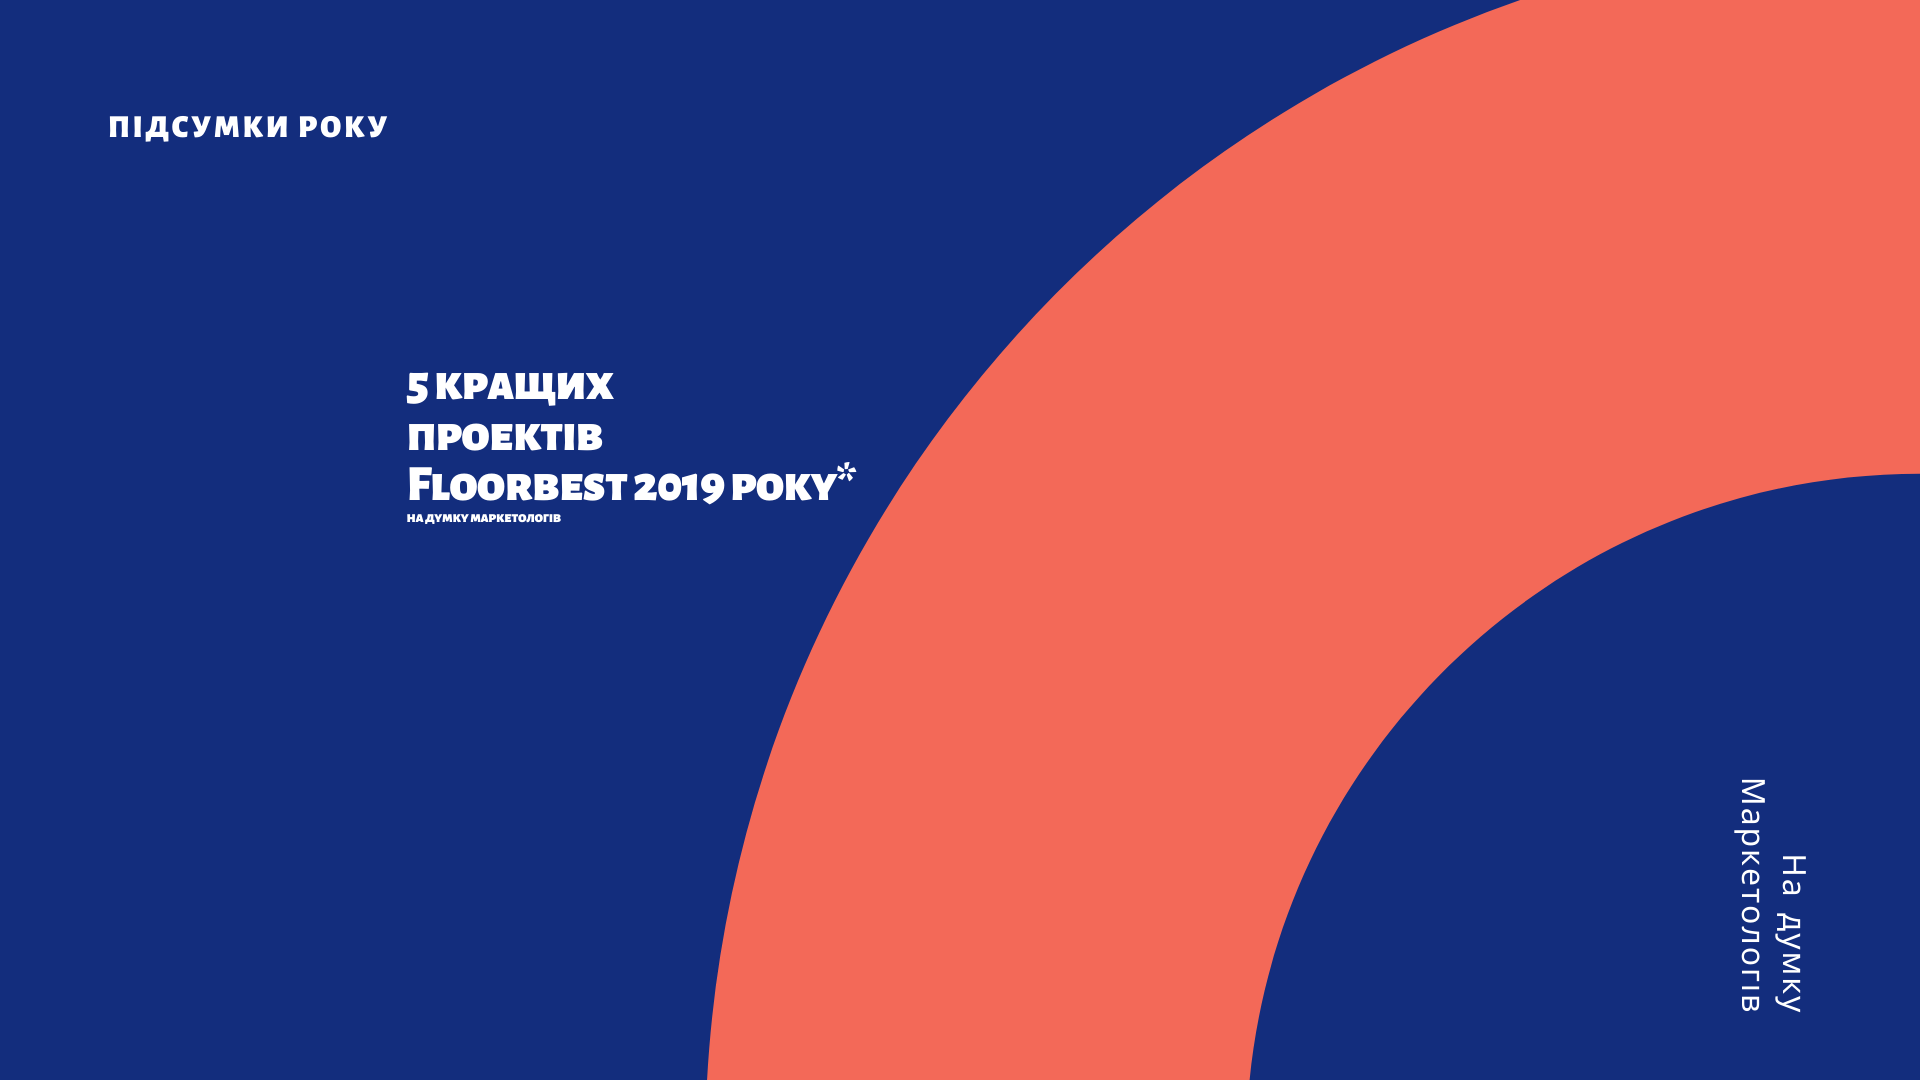 ПІДСУМКИ РОКУ
5 кращих
проектів
Floorbest 2019 року*
на думку маркетологів
На думку
Маркетологів